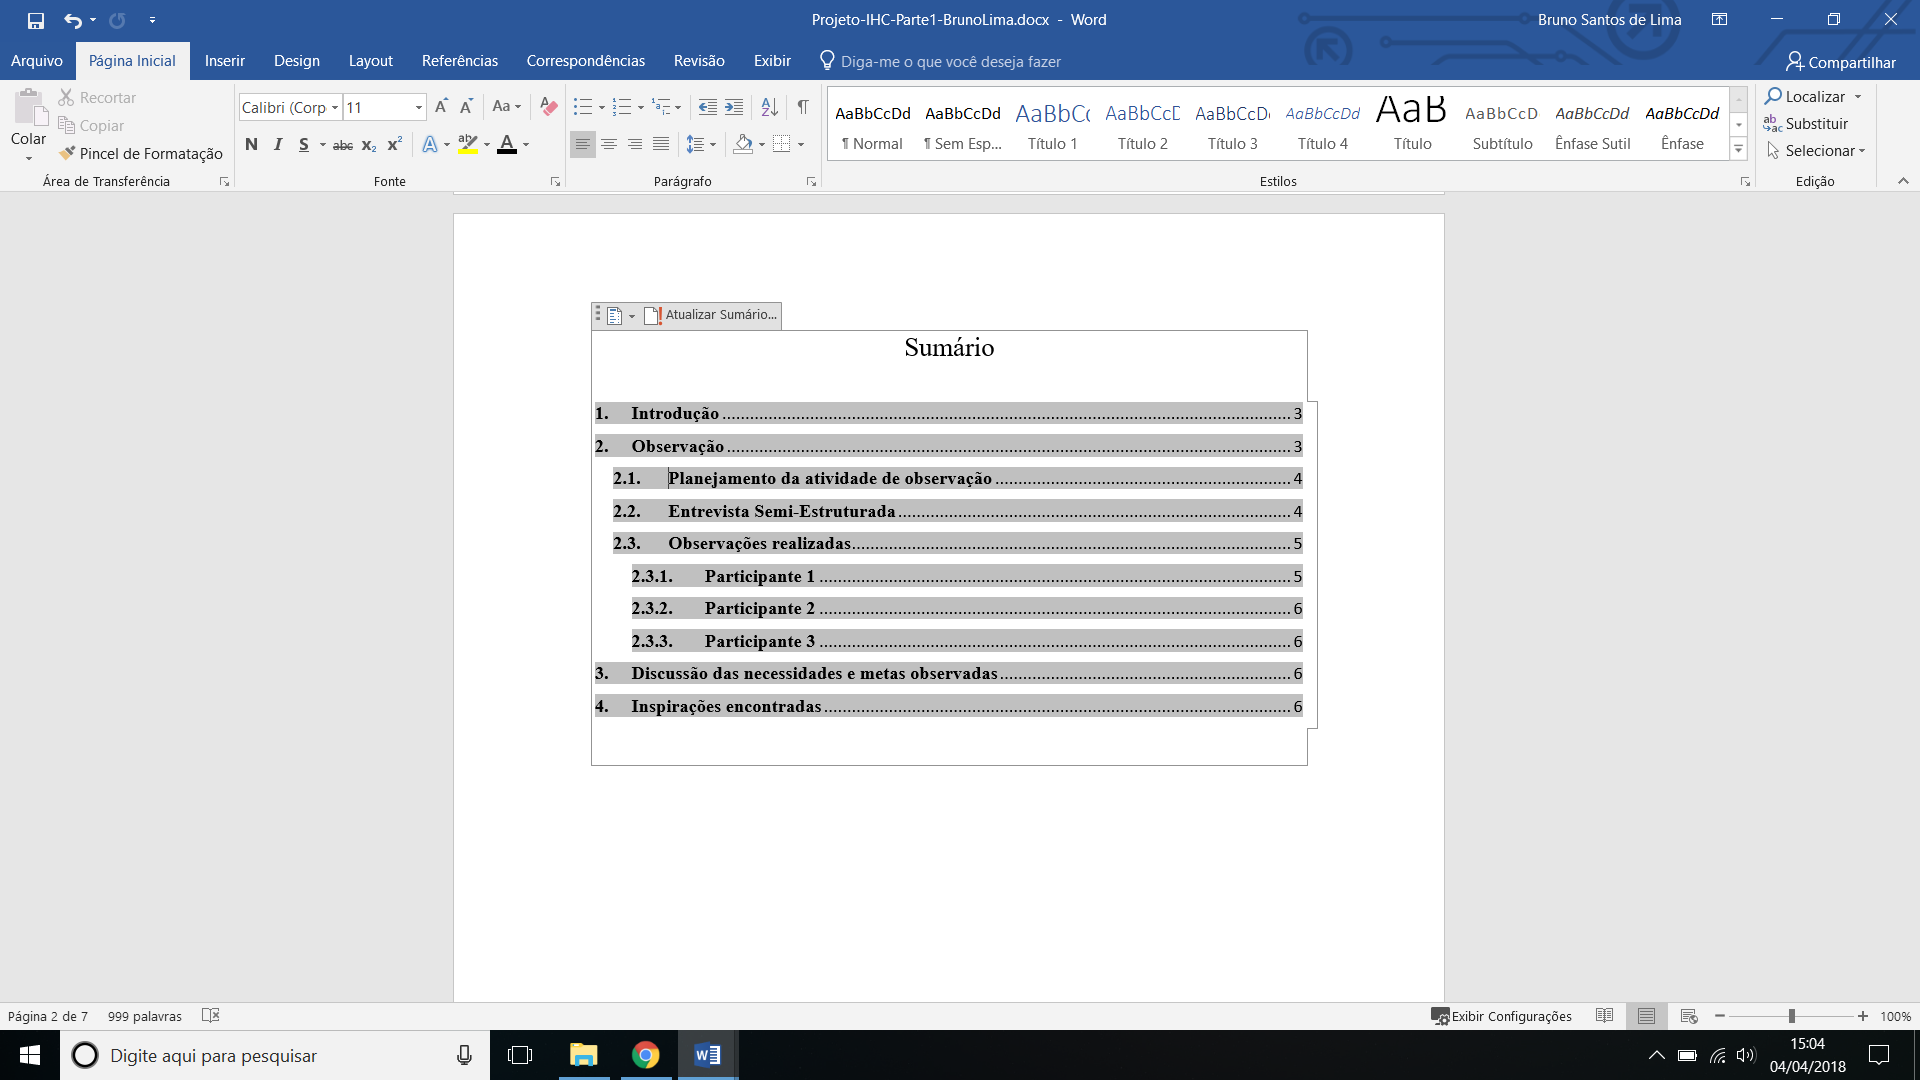 Projeto-IHC-Parte1-BrunoLima.docx - Word
Bruno Santos de Lima
Arquivo Página Inicial Inserir Design Layout Referências Correspondências Revisão Exibir Diga-me o que você deseja fazer Compartilhar
Colar
Recortar
Copiar
Pincel de Formatação
Área de Transferência
Calibri (Corp 11 Aa
N I S abc x₂ x² A aby A
Fonte
Parágrafo
AaBbCcDd AaBbCcDd AaBbCc AaBbCcD AaBbCcD AaBbCcDd AaB AaBbCcD AaBbCcDd AaBbCcDd
¶ Normal ¶ Sem Esp... Título 1 Título 2 Título 3 Título 4 Título Subtítulo Ênfase Sutil Ênfase
Estilos
Localizar
Substituir
Selecionar
Edição
Atualizar Sumário...
Sumário
1. Introdução 3
2. Observação 3
2.1. Planejamento da atividade de observação 4
2.2. Entrevista Semi-Estruturada 4
2.3. Observações realizadas 5
2.3.1. Participante 1 5
2.3.2. Participante 2 6
2.3.3. Participante 3 6
3. Discussão das necessidades e metas observadas 6
4. Inspirações encontradas 6
Página 2 de 7 999 palavras
Exibir Configurações 100%
Digite aqui para pesquisar
15:04
04/04/2018